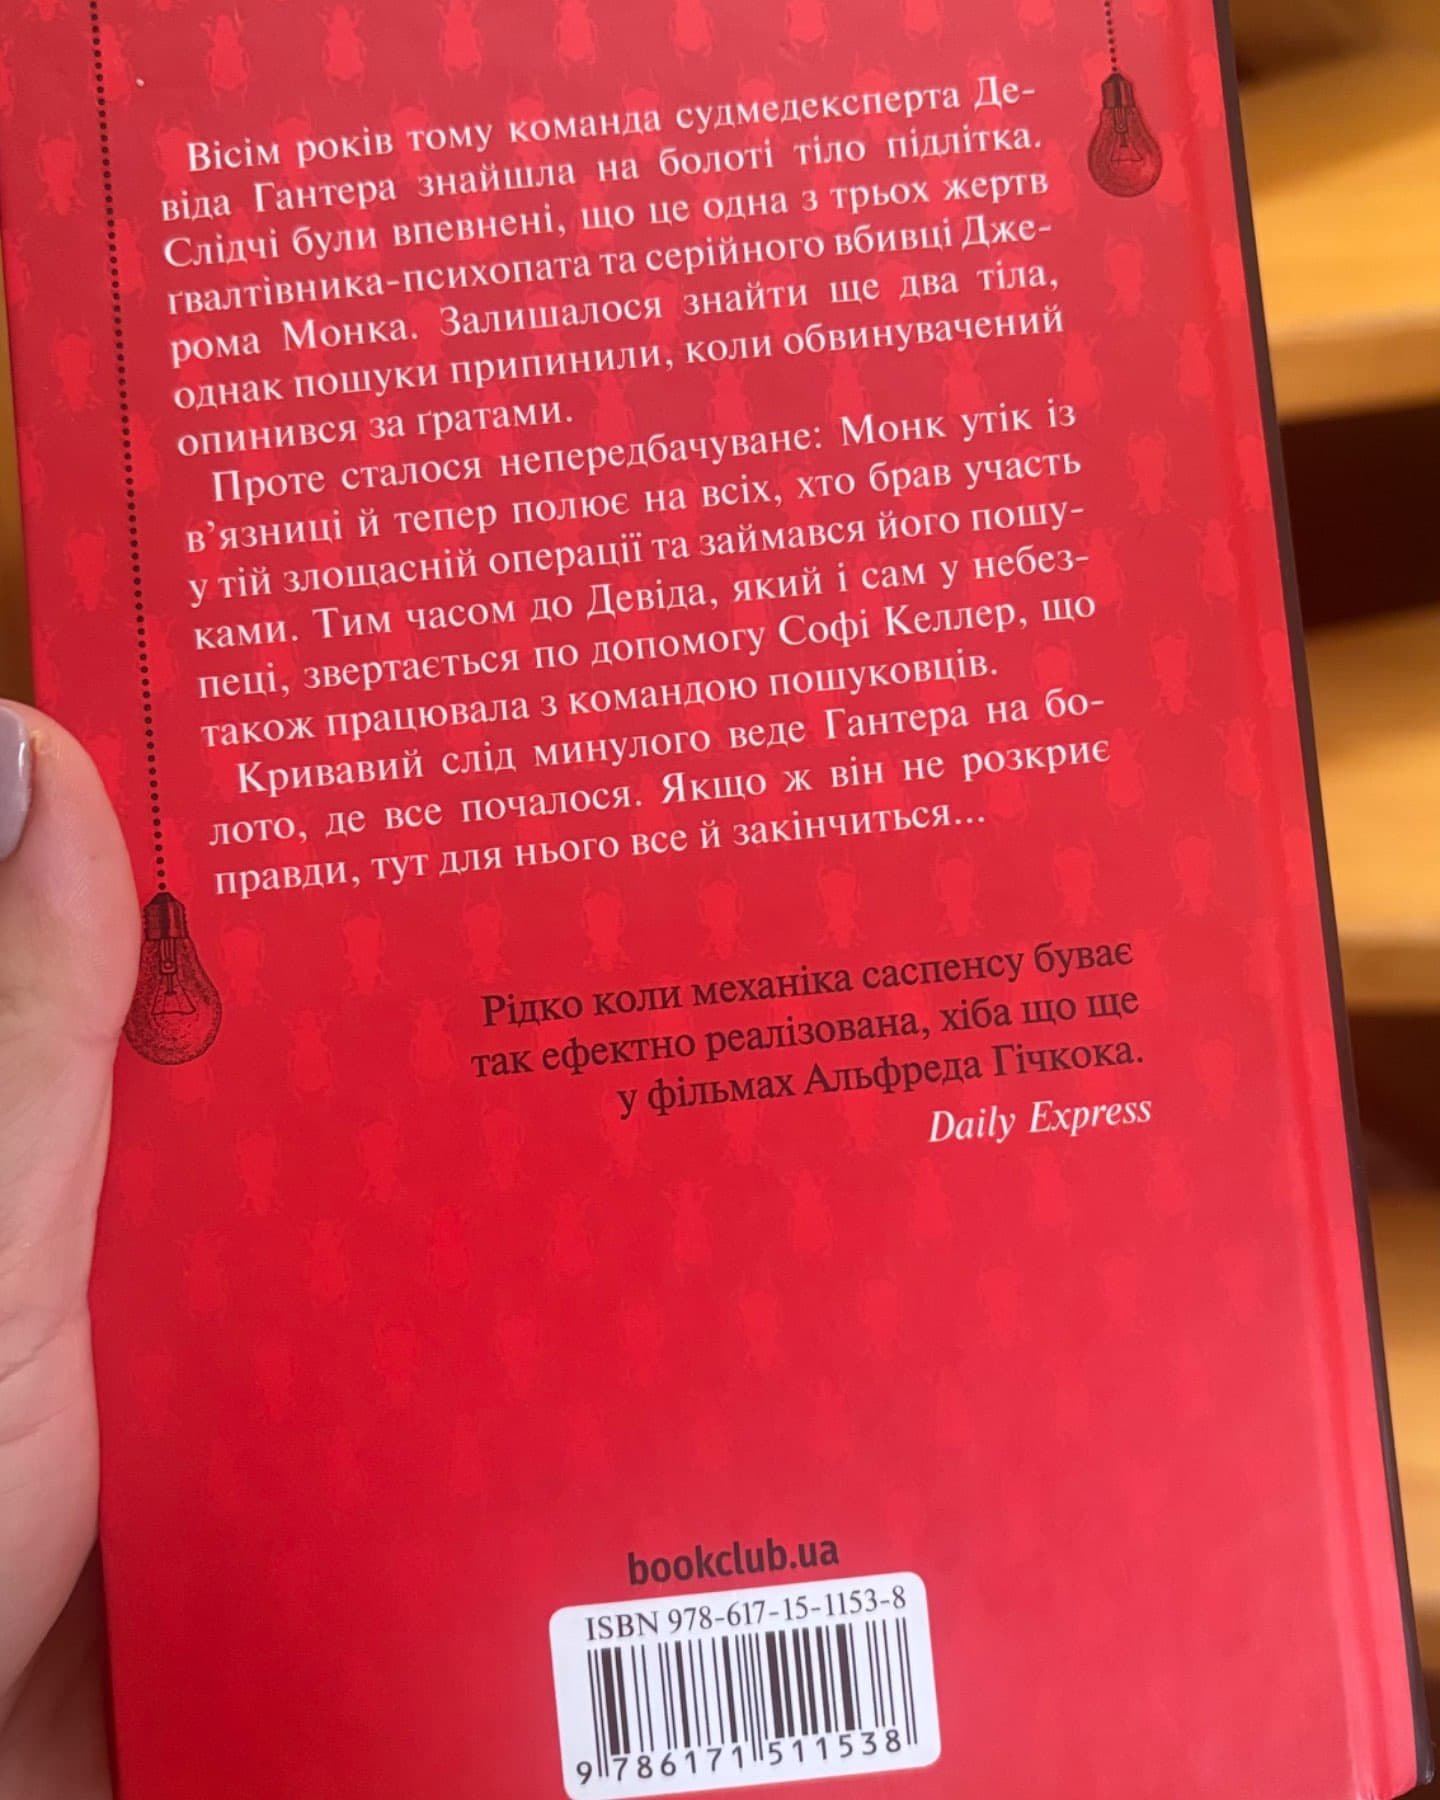 Вісім років тому команда судмедексперта Де-
віда Гантера знайшла на болоті тіло підлітка.
Слідчі були впевнені, що це одна з трьох жертв
ґвалтівника-психопата та серійного вбивці Дже-
рома Монка. Залишалося знайти ще два тіла,
однак пошуки припинили, коли обвинувачений
опинився за ґратами.
Проте сталося непередбачуване: Монк утік із
в’язниці й тепер полює на всіх, хто брав участь
у тій злощасній операції та займався його пошу-
ками. Тим часом до Девіда, який і сам у небез-
пеці, звертається по допомогу Софі Келлер, що
також працювала з командою пошуковців.
Кривавий слід минулого веде Гантера на бо-
лото, де все почалося. Якщо ж він не розкриє
правди, тут для нього все й закінчиться...
Рідко коли механіка саспенсу буває
так ефектно реалізована, хіба що ще
у фільмах Альфреда Гічкока.
Daily Express
bookclub.ua
ISBN 978-617-15-1153-8
9 786171 511538